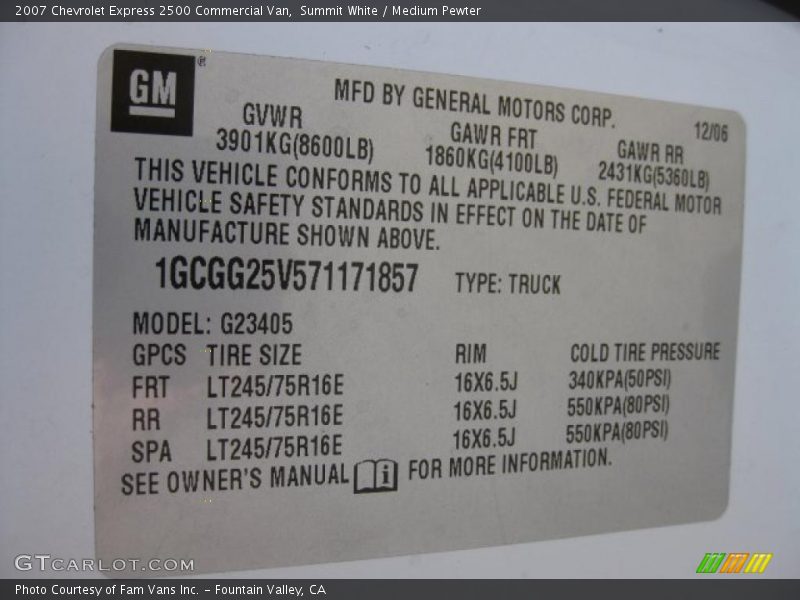 2007 Chevrolet Express 2500 Commercial Van, Summit White / Medium Pewter
GM®
MFD BY GENERAL MOTORS CORP.
12/06
GVWR GAWR FRT GAWR RR
3901KG(8600LB) 1860KG(4100LB) 2431KG(5360LB)
THIS VEHICLE CONFORMS TO ALL APPLICABLE U.S. FEDERAL MOTOR
VEHICLE SAFETY STANDARDS IN EFFECT ON THE DATE OF
MANUFACTURE SHOWN ABOVE.
1GCGG25V571171857 TYPE: TRUCK
MODEL: G23405
GPCS TIRE SIZE RIM COLD TIRE PRESSURE
FRT LT245/75R16E 16X6.5J 340KPA(50PSI)
RR LT245/75R16E 16X6.5J 550KPA(80PSI)
SPA LT245/75R16E 16X6.5J 550KPA(80PSI)
SEE OWNER'S MANUAL i FOR MORE INFORMATION.
GTCARLOT.COM
Photo Courtesy of Fam Vans Inc. - Fountain Valley, CA